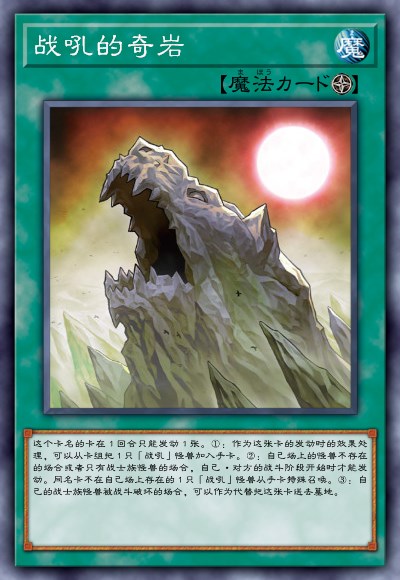 战吼的奇岩
魔
【魔法カード】
まほう
这个卡名的卡在1回合只能发动1张。①：作为这张卡的发动时的效果处
理，可以从卡组把1只「战吼」怪兽加入手卡。②：自己场上的怪兽不存在
的场合或者只有战士族怪兽的场合，自己·对方的战斗阶段开始时才能发
动。同名卡不在自己场上存在的1只「战吼」怪兽从手卡特殊召唤。③：自
己的战士族怪兽被战斗破坏的场合，可以作为代替把这张卡送去墓地。